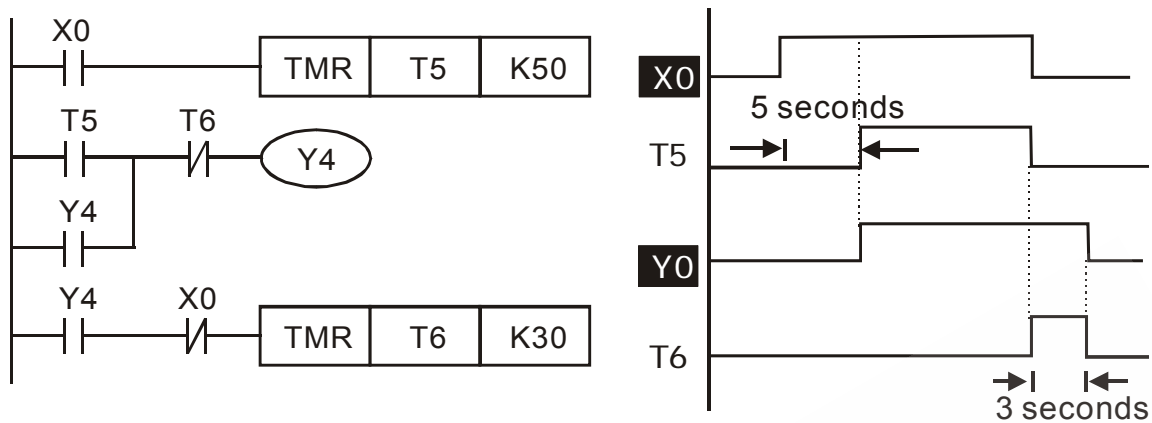 X0
TMR T5 K50
T5 T6
Y4
Y4
Y4 X0
TMR T6 K30
X0
5 seconds
T5
Y0
T6
3 seconds